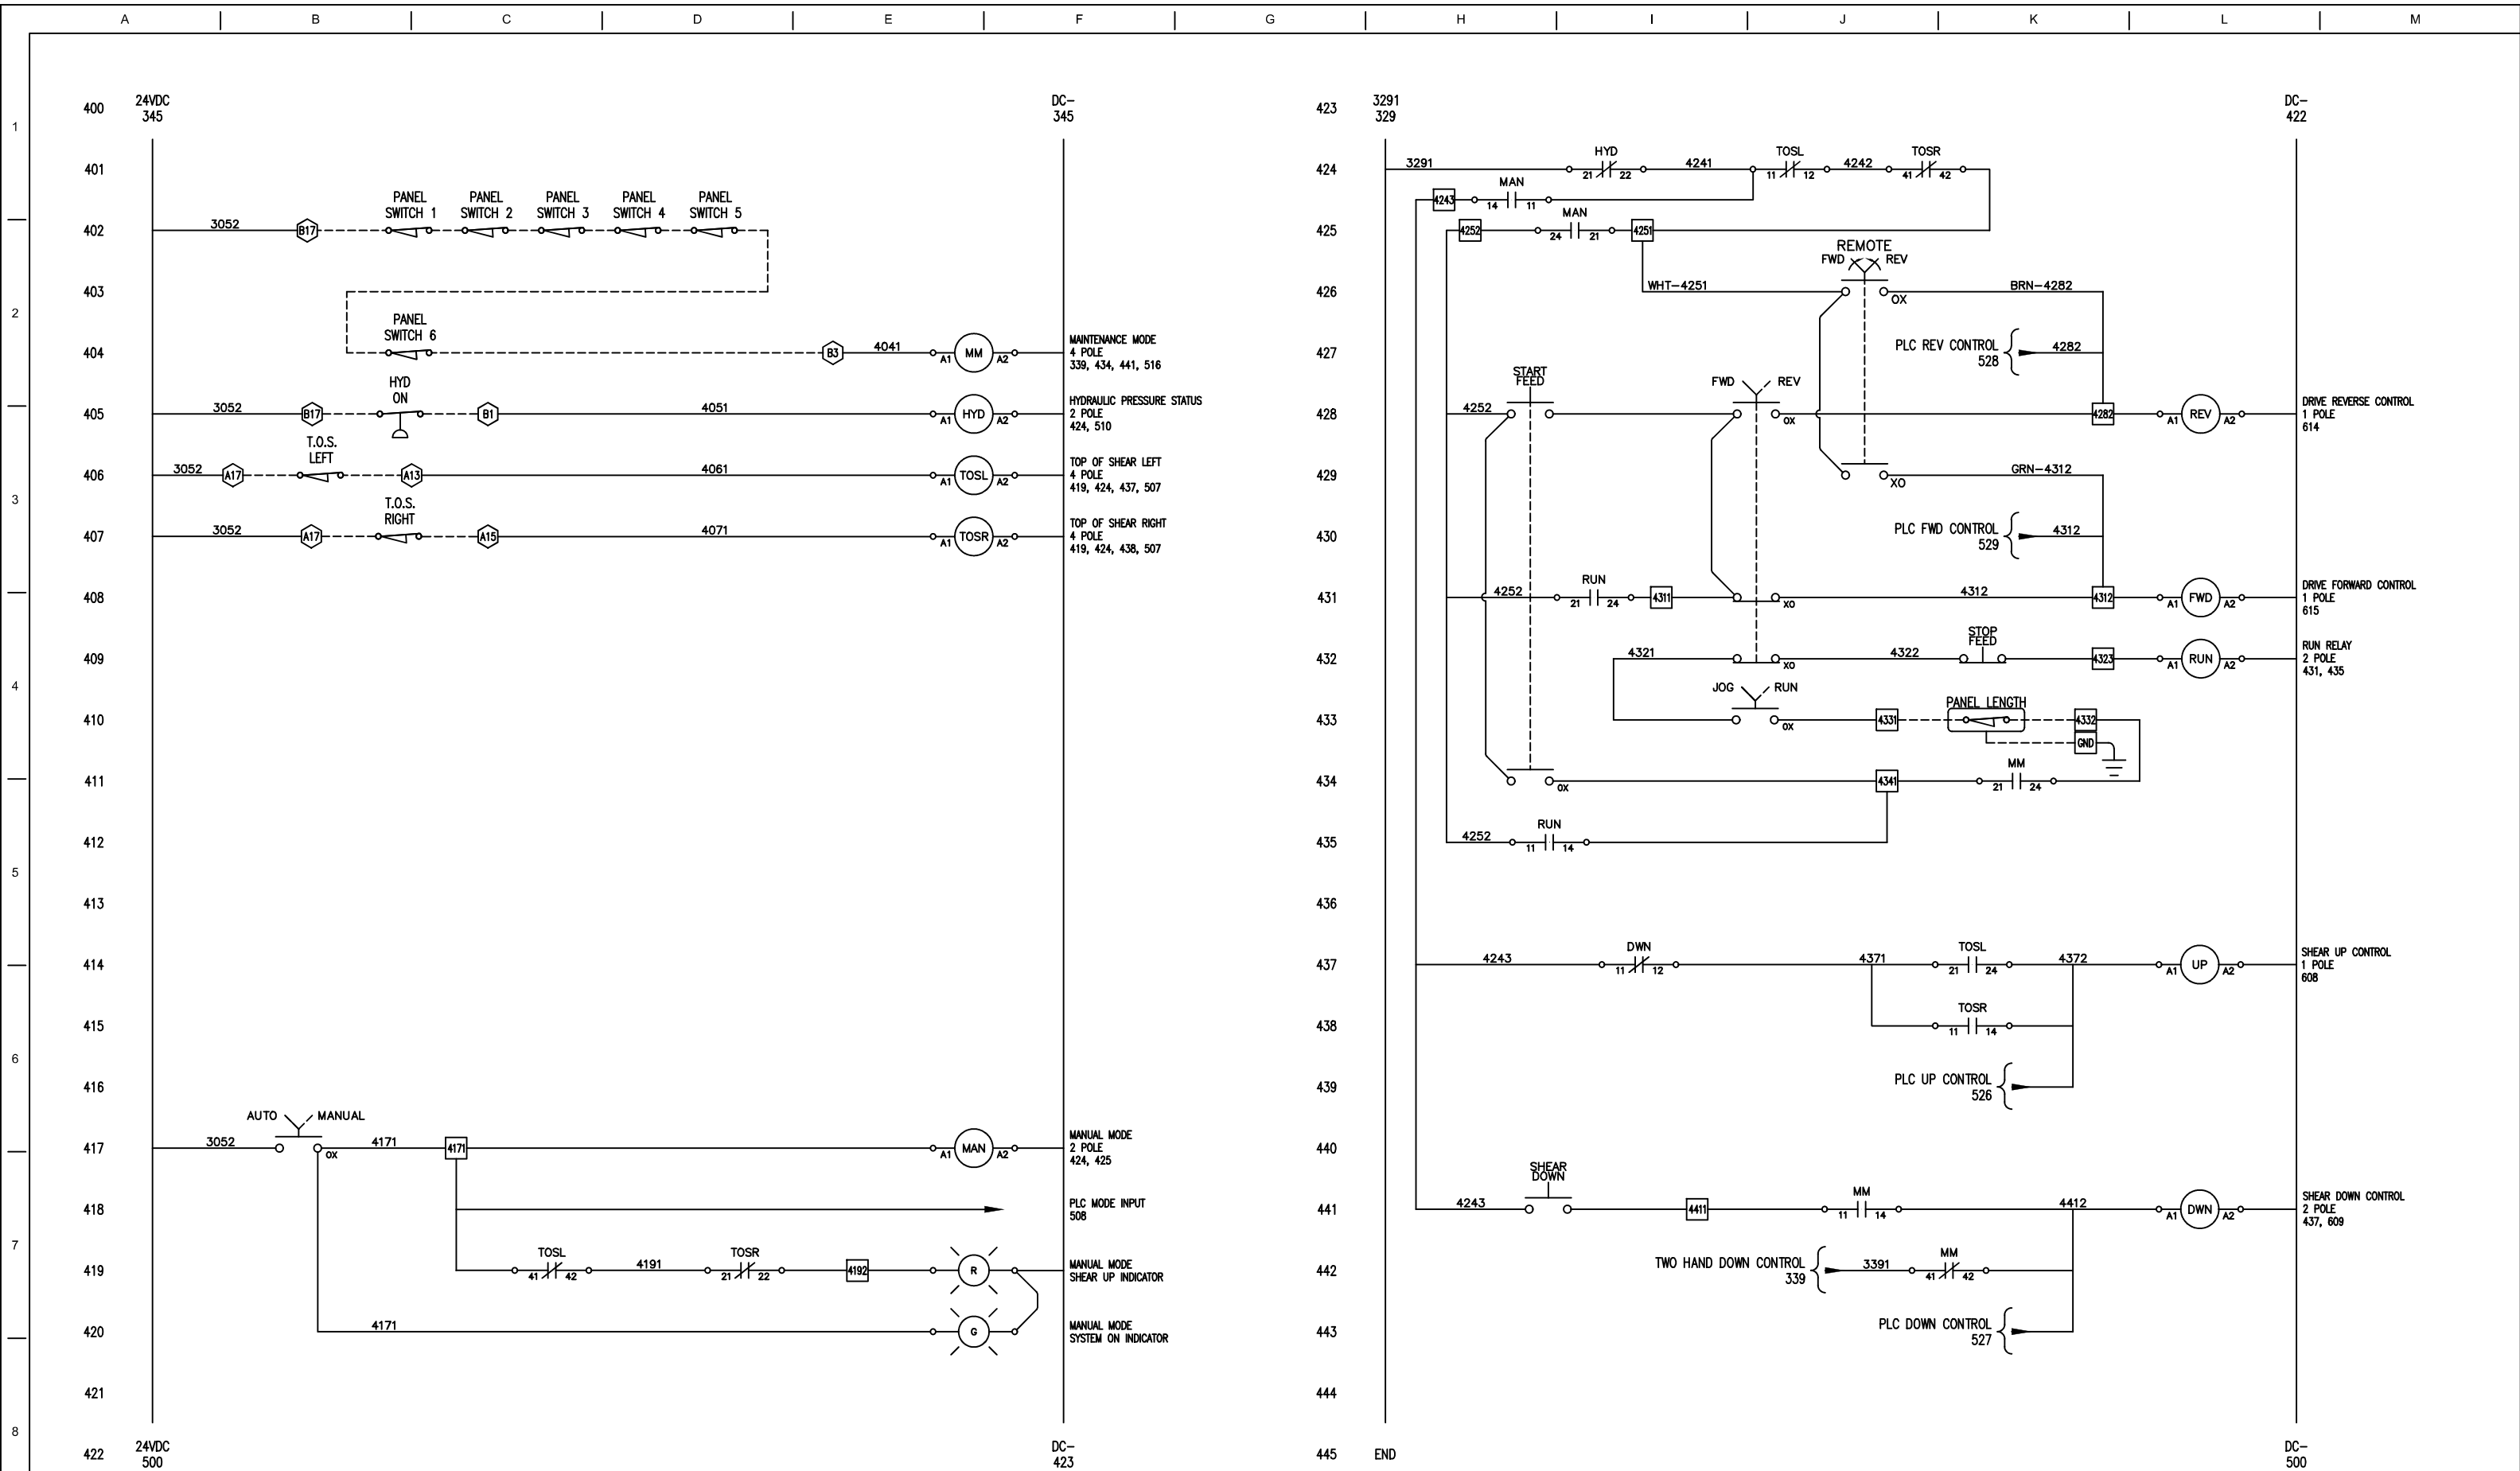 A B C D E F G H I J K L M
1
2
3
4
5
6
7
8
400 24VDC DC-
345 345
401
PANEL PANEL PANEL PANEL PANEL
SWITCH 1 SWITCH 2 SWITCH 3 SWITCH 4 SWITCH 5
402 3052 B17
403
PANEL
SWITCH 6
404 B3 4041 A1 MM A2
MAINTENANCE MODE
4 POLE
339, 434, 441, 516
HYD
ON
405 3052 B17 B1 4051 A1 HYD A2
HYDRAULIC PRESSURE STATUS
2 POLE
424, 510
T.O.S.
LEFT
406 3052 A17 A13 4061 A1 TOSL A2
TOP OF SHEAR LEFT
4 POLE
419, 424, 437, 507
T.O.S.
RIGHT
407 3052 A17 A15 4071 A1 TOSR A2
TOP OF SHEAR RIGHT
4 POLE
419, 424, 438, 507
408
409
410
411
412
413
414
415
416
AUTO MANUAL
417 3052 OX 4171 4171 A1 MAN A2
MANUAL MODE
2 POLE
424, 425
418
PLC MODE INPUT
508
TOSL TOSR
419 41 42 4191 21 22 4192 R
MANUAL MODE
SHEAR UP INDICATOR
420 4171 G
MANUAL MODE
SYSTEM ON INDICATOR
421
422 24VDC DC-
500 423
423 3291 DC-
329 422
HYD TOSL TOSR
424 3291 21 22 4241 11 12 4242 41 42
MAN
4243 14 11
MAN
425 4252 24 21 4251
REMOTE
FWD REV
426 WHT-4251 OX BRN-4282
427 PLC REV CONTROL 4282
528
START
FEED
FWD REV
428 4252 OX 4282 A1 REV A2
DRIVE REVERSE CONTROL
1 POLE
614
429 XO GRN-4312
430 PLC FWD CONTROL 4312
529
RUN
431 4252 21 24 4311 XO 4312 4312 A1 FWD A2
DRIVE FORWARD CONTROL
1 POLE
615
STOP
FEED
432 4321 XO 4322 4323 A1 RUN A2
RUN RELAY
2 POLE
431, 435
JOG RUN
PANEL LENGTH
433 OX 4331 4332
GND
MM
434 OX 4341 21 24
RUN
435 4252 11 14
436
DWN TOSL
437 4243 11 12 4371 21 24 4372 A1 UP A2
SHEAR UP CONTROL
1 POLE
608
TOSR
438 11 14
439 PLC UP CONTROL
526
440
SHEAR
DOWN
MM
441 4243 4411 11 14 4412 A1 DWN A2
SHEAR DOWN CONTROL
2 POLE
437, 609
MM
442 TWO HAND DOWN CONTROL 3391 41 42
339
443 PLC DOWN CONTROL
527
444
445 END DC-
500